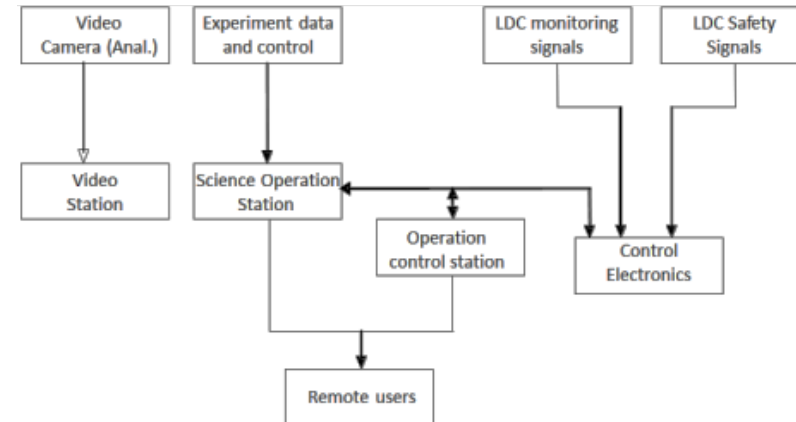 Video
Camera (Anal.)
Experiment data
and control
LDC monitoring
signals
LDC Safety
Signals
Video
Station
Science Operation
Station
Operation
control station
Control
Electronics
Remote users